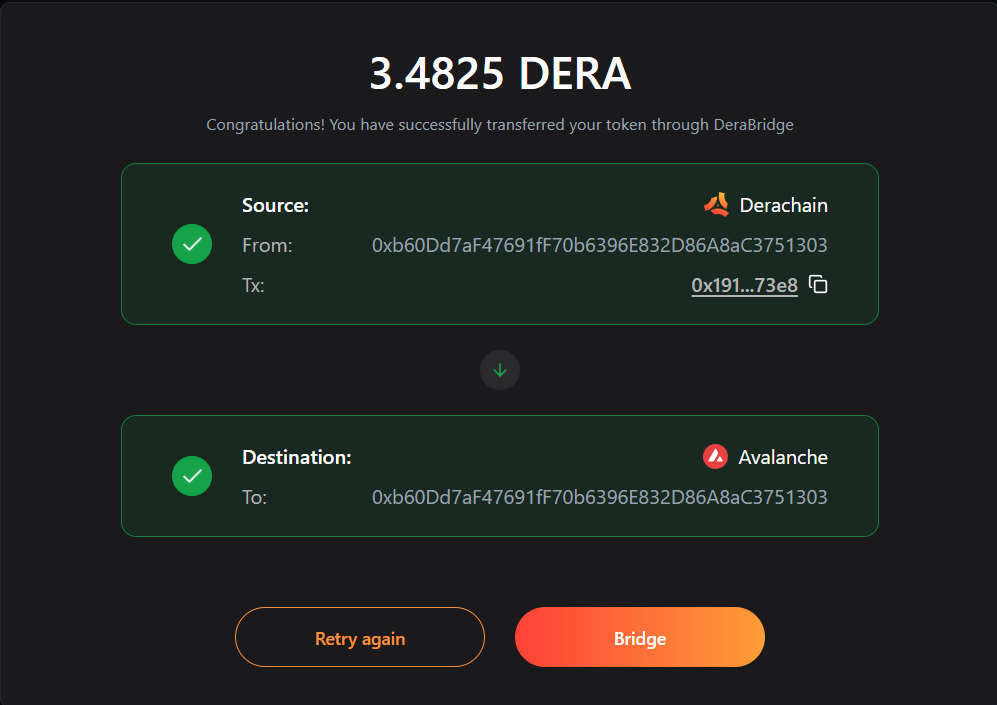 3.4825 DERA
Congratulations! You have successfully transferred your token through DeraBridge
Source:
Derachain
From:
0xb60Dd7aF47691fF70b6396E832D86A8aC3751303
Tx:
0x191...73e8
Destination:
Avalanche
To:
0xb60Dd7aF47691fF70b6396E832D86A8aC3751303
Retry again
Bridge